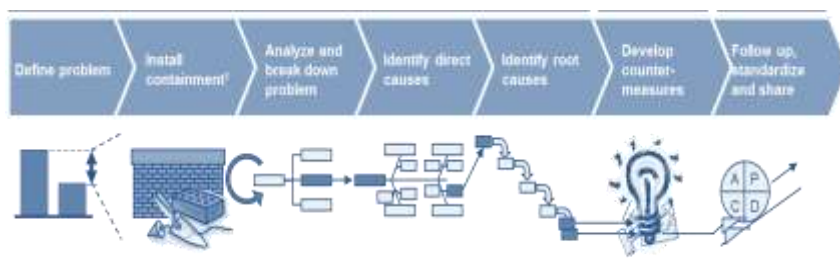 Define problem
Install
containment¹
Analyze and
break down
problem
Identify direct
causes
Identify root
causes
Develop
counter-
measures
Follow up,
standardize
and share
A P
C D